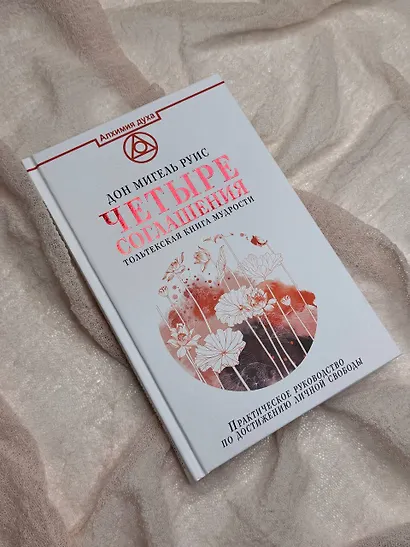 Алхимия духа
ДОН МИГЕЛЬ РУИС
ЧЕТЫРЕ
СОГЛАШЕНИЯ
ТОЛЬТЕКСКАЯ КНИГА МУДРОСТИ
ПРАКТИЧЕСКОЕ РУКОВОДСТВО
ПО ДОСТИЖЕНИЮ ЛИЧНОЙ СВОБОДЫ